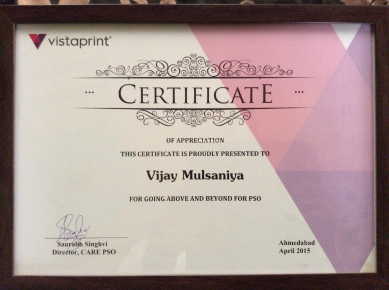 vistaprint
CERTIFICATE
OF APPRECIATION
THIS CERTIFICATE IS PROUDLY PRESENTED TO
Vijay Mulsaniya
FOR GOING ABOVE AND BEYOND FOR PSO
Saurabh Singhvi
Director, CARE PSO
Ahmedabad
April 2015